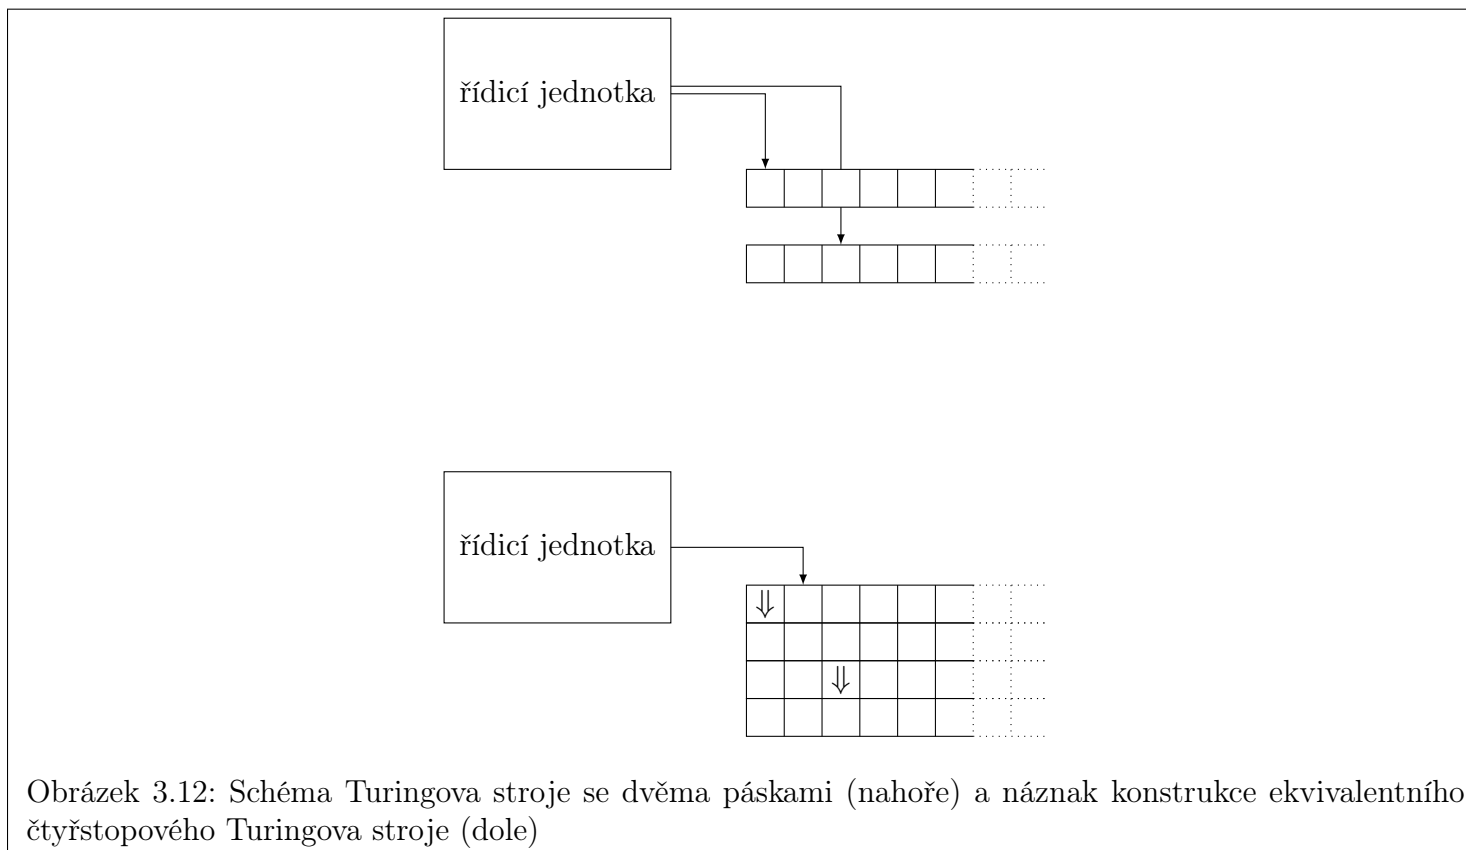 řídicí jednotka
řídicí jednotka
⇓
⇓
Obrázek 3.12: Schéma Turingova stroje se dvěma páskami (nahoře) a náznak konstrukce ekvivalentního
čtyřstopového Turingova stroje (dole)